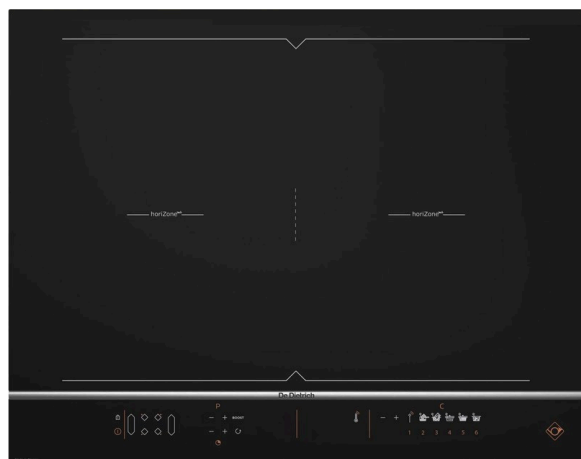 horiZone
horiZone
De Dietrich
P
C
- + BOOST
- +
- +
1 2 3 4 5 6